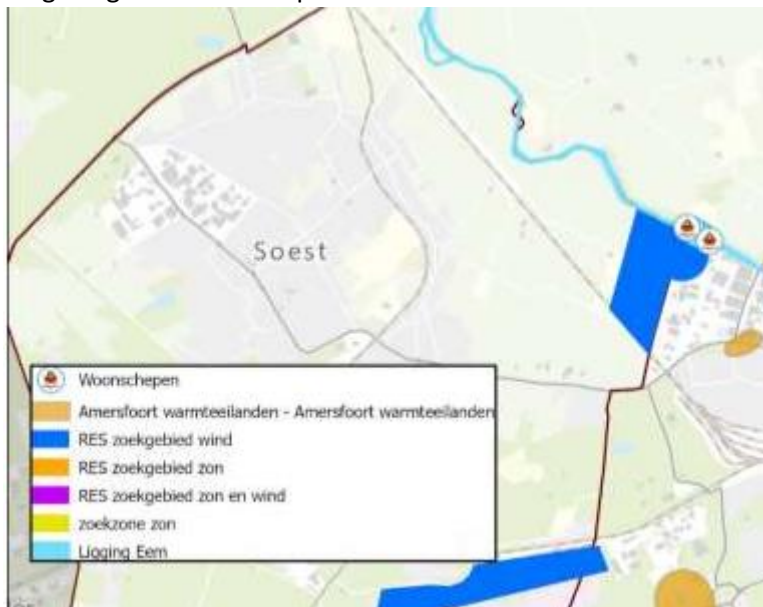 Soest
Woonschepen
Amersfoort warmteeilanden - Amersfoort warmteeilanden
RES zoekgebied wind
RES zoekgebied zon
RES zoekgebied zon en wind
zoekzone zon
Ligging Eem